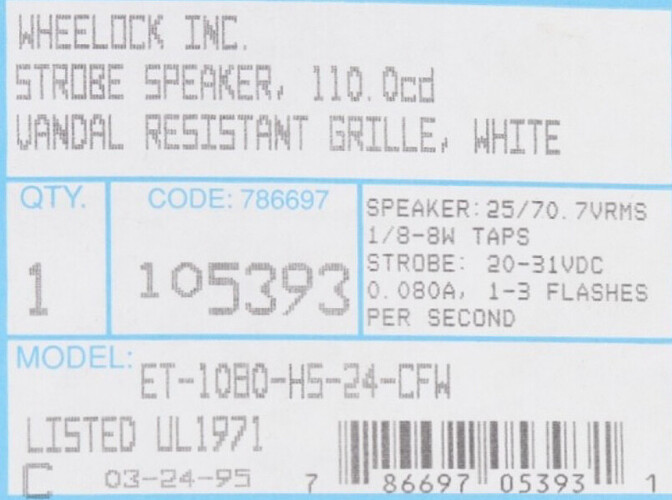 WHEELOCK INC.
STROBE SPEAKER, 110.0cd
VANDAL RESISTANT GRILLE, WHITE
QTY.
1
CODE: 786697
105393
SPEAKER: 25/70.7VRMS
1/8-8W TAPS
STROBE: 20-31VDC
0.080A, 1-3 FLASHES
PER SECOND
MODEL: ET-1080-HS-24-CFW
LISTED UL1971
C 03-24-95
7 86697 05393 1